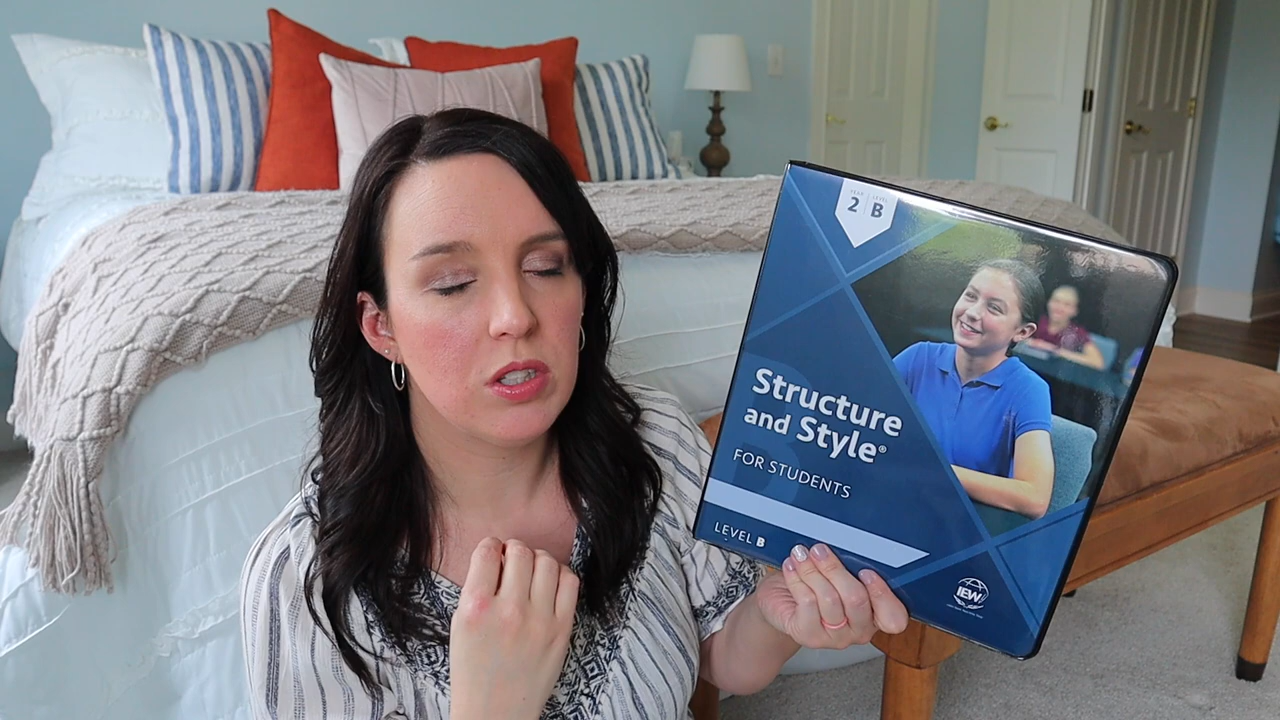 YEAR LEVEL
2 B
Structure
and Style®
FOR STUDENTS
LEVEL B
IEW